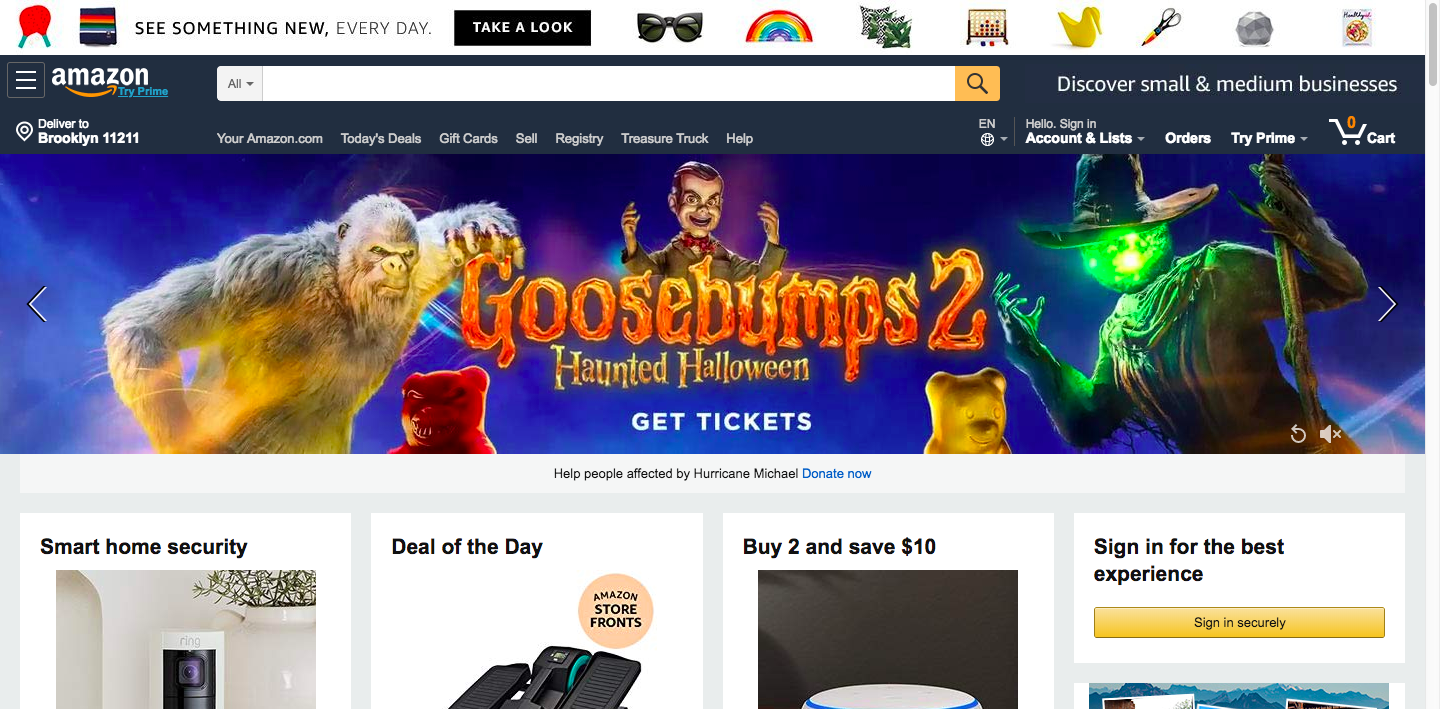 SEE SOMETHING NEW, EVERY DAY.
TAKE A LOOK
amazon
Try Prime
All
Discover small & medium businesses
Deliver to
Brooklyn 11211
Your Amazon.com Today's Deals Gift Cards Sell Registry Treasure Truck Help
EN
Hello. Sign in
Account & Lists
Orders
Try Prime
0
Cart
Goosebumps 2
Haunted Halloween
GET TICKETS
Help people affected by Hurricane Michael Donate now
Smart home security
ring
Deal of the Day
AMAZON
STORE
FRONTS
Buy 2 and save $10
Sign in for the best
experience
Sign in securely